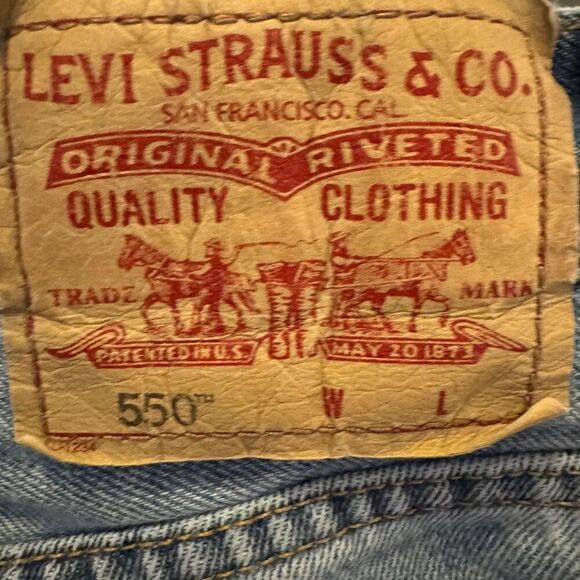 LEVI STRAUSS & CO.
SAN FRANCISCO. CAL.
ORIGINAL RIVETED
QUALITY CLOTHING
TRADE MARK
PATENTED IN U.S. MAY 20 1873
550™ W L